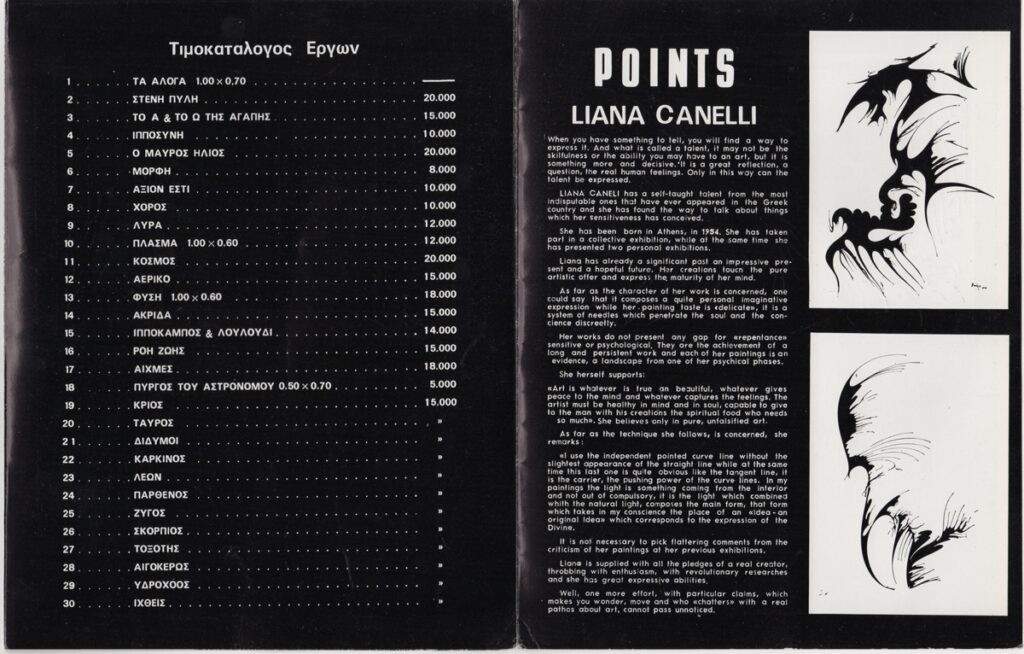 Τιμοκαταλογος Εργων
1 . . . . . . . ΤΑ ΑΛΟΓΑ 1.00 × 0,70 . . . . . . . ——
2 . . . . . . . ΣΤΕΝΗ ΠΥΛΗ . . . . . . . 20.000
3 . . . . . . . ΤΟ Α & ΤΟ Ω ΤΗΣ ΑΓΑΠΗΣ . . . . . . . 15.000
4 . . . . . . . ΙΠΠΟΣΥΝΗ . . . . . . . 10.000
5 . . . . . . . Ο ΜΑΥΡΟΣ ΗΛΙΟΣ . . . . . . . 20.000
6 . . . . . . . ΜΟΡΦΗ . . . . . . . 8.000
7 . . . . . . . ΑΞΙΟΝ ΕΣΤΙ . . . . . . . 10.000
8 . . . . . . . ΧΟΡΟΣ . . . . . . . 10.000
9 . . . . . . . ΛΥΡΑ . . . . . . . 12.000
10 . . . . . . . ΠΛΑΣΜΑ 1.00 × 0.60 . . . . . . . 12.000
11 . . . . . . . ΚΟΣΜΟΣ . . . . . . . 20.000
12 . . . . . . . ΑΕΡΙΚΟ . . . . . . . 15.000
13 . . . . . . . ΦΥΣΗ 1.00 × 0.60 . . . . . . . 18.000
14 . . . . . . . ΑΚΡΙΔΑ . . . . . . . 15.000
15 . . . . . . . ΙΠΠΟΚΑΜΠΟΣ & ΛΟΥΛΟΥΔΙ . . . . . . . 14.000
16 . . . . . . . ΡΟΗ ΖΩΗΣ . . . . . . . 15.000
17 . . . . . . . ΑΙΧΜΕΣ . . . . . . . 18.000
18 . . . . . . . ΠΥΡΓΟΣ ΤΟΥ ΑΣΤΡΟΝΟΜΟΥ 0.50 × 0.70 . . . . . . . 5.000
19 . . . . . . . ΚΡΙΟΣ . . . . . . . 15.000
20 . . . . . . . ΤΑΥΡΟΣ . . . . . . . »
21 . . . . . . . ΔΙΔΥΜΟΙ . . . . . . . »
22 . . . . . . . ΚΑΡΚΙΝΟΣ . . . . . . . »
23 . . . . . . . ΛΕΩΝ . . . . . . . »
24 . . . . . . . ΠΑΡΘΕΝΟΣ . . . . . . . »
25 . . . . . . . ΖΥΓΟΣ . . . . . . . »
26 . . . . . . . ΣΚΟΡΠΙΟΣ . . . . . . . »
27 . . . . . . . ΤΟΞΟΤΗΣ . . . . . . . »
28 . . . . . . . ΑΙΓΟΚΕΡΩΣ . . . . . . . »
29 . . . . . . . ΥΔΡΟΧΟΟΣ . . . . . . . »
30 . . . . . . . ΙΧΘΕΙΣ . . . . . . . »
POINTS
LIANA CANELLI
When you have something to tell, you will find a way to
express it. And what is called a talent, it may not be the
skilfulness or the ability you may have to an art, but it is
something more and decisive. It is a great reflection, a
question, the real human feelings. Only in this way can the
talent be expressed.
LIANA CANELI has a self-taught talent from the most
indisputable ones that have ever appeared in the Greek
country and she has found the way to talk about things
which her sensitiveness has conceived.
She has been born in Athens, in 1954. She has taken
part in a collective exhibition, while at the same time she
has presented two personal exhibitions.
Liana has already a significant past an impressive pre-
sent and a hopeful future. Her creations touch the pure
artistic offer and express the maturity of her mind.
As far as the character of her work is concerned, one
could say that it composes a quite personal imaginative
expression while her painting taste is «delicate», it is a
system of needles which penetrate the soul and the con-
cience discreetly.
Her works do not present any gap for «repentance»
sensitive or psychological. They are the achievement of a
long and persistent work and each of her paintings is an
evidence, a landscape from one of her psychical phases.
She herself supports:
«Art is whatever is true an beautiful, whatever gives
peace to the mind and whatever captures the feelings. The
artist must be healthy in mind and in soul, capable to give
to the man with his creations the spiritual food who needs
so much». She believes only in pure, unfalsified art.
As far as the technique she follows, is concerned, she
remarks :
«I use the independent pointed curve line without the
slightest appearance of the straight line while at the same
time this last one is quite obvious like the tangent line, it
is the carrier, the pushing power of the curve lines. In my
paintings the light is something coming from the interior
and not out of compulsory, it is the light which combined
whith the natural light, composes the main form, that form
which takes in my conscience the place of an «idea - an
original idea» which corresponds to the expression of the
Divine.
It is not necessary to pick flattering comments from the
criticism of her paintings at her previous exhibitions.
Liana is supplied with all the pledges of a real creator,
throbbing with enthusiasm, with revolutionary researches
and she has great expressive abilities.
Well, one more effort, with particular claims, which
makes you wonder, move and who «chatters» with a real
pathos about art, cannot pass unnoticed.